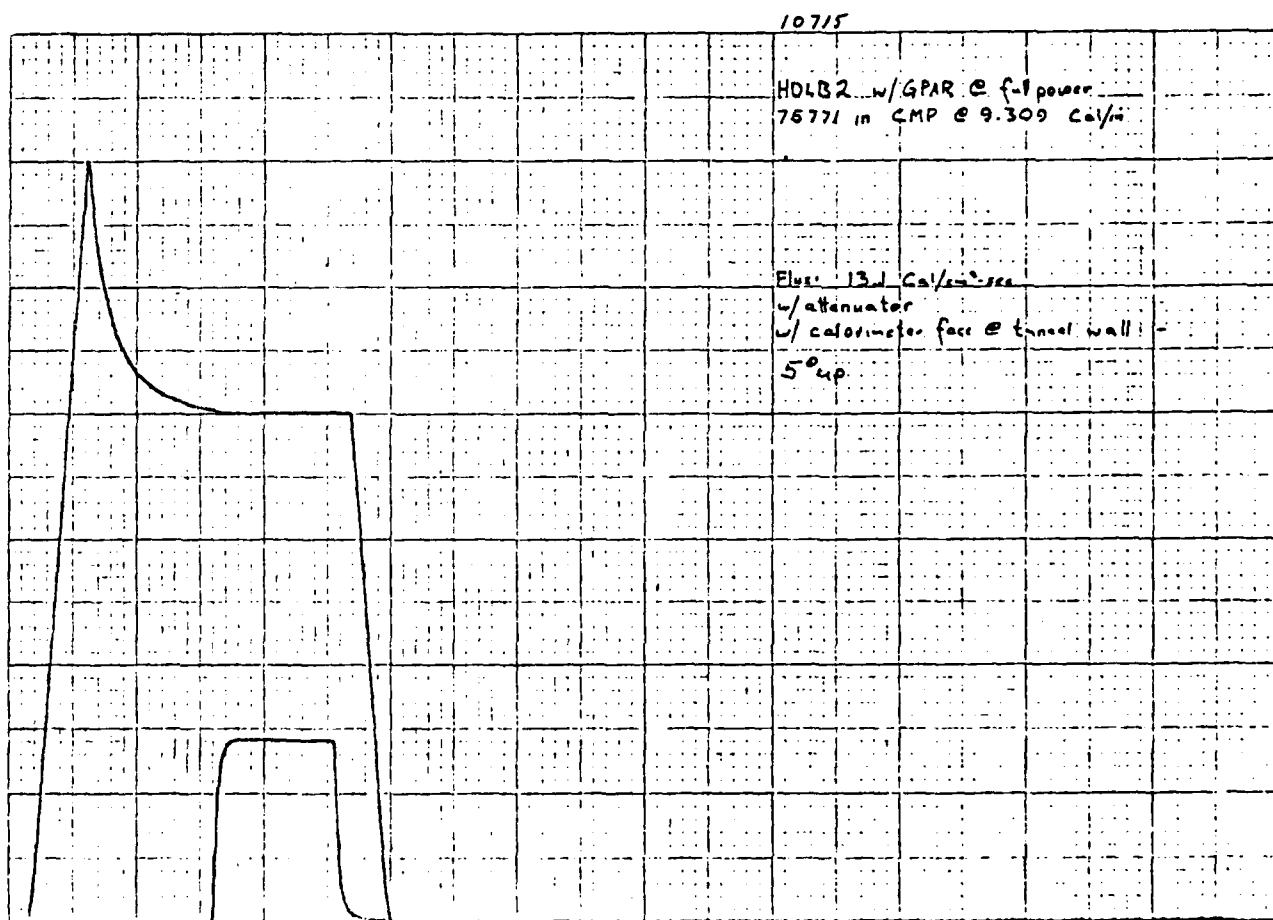 10715
HDLB2 w/GPAR @ full power
75771 in CMP @ 9.309 Cal/in
Flux: 13.1 Cal/cm²-sec
w/ attenuator
w/ calorimeter face @ tunnel wall
5° up